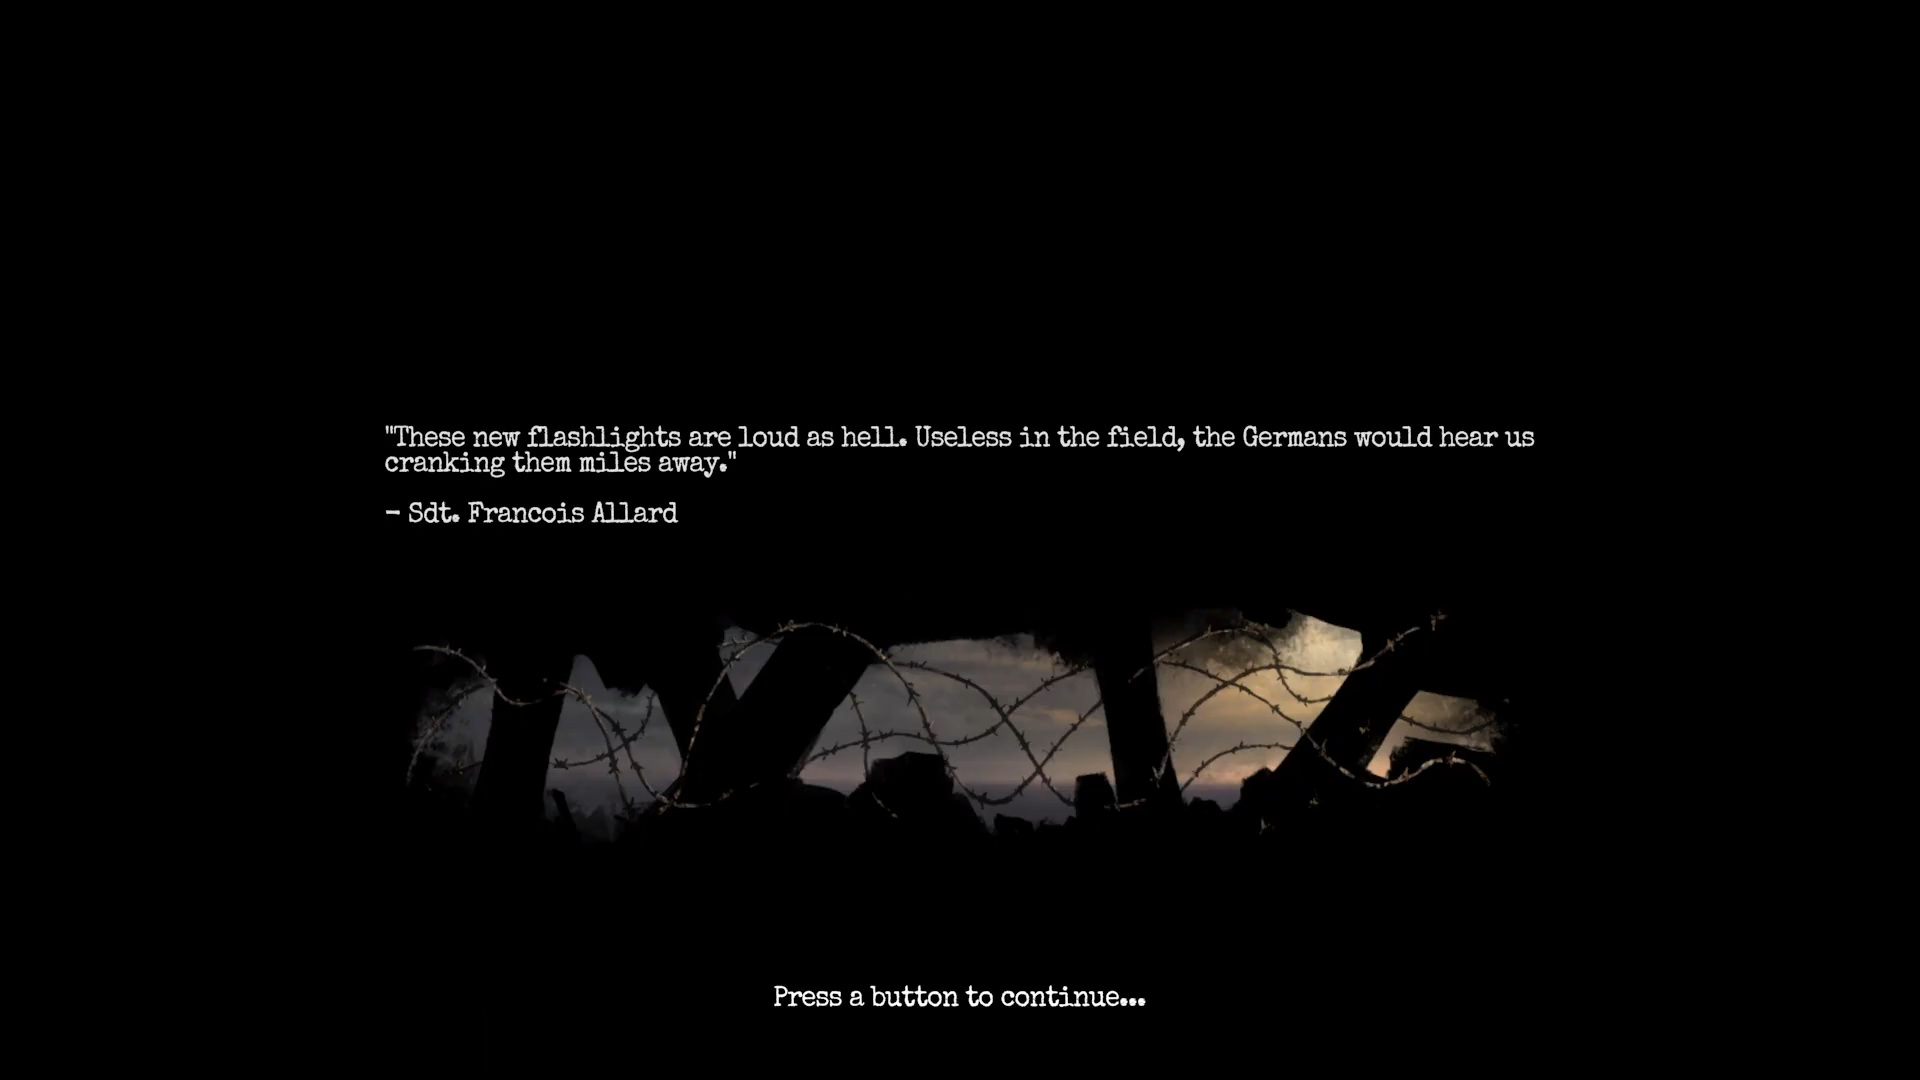 "These new flashlights are loud as hell. Useless in the field, the Germans would hear us
cranking them miles away."
- Sdt. Francois Allard
Press a button to continue...